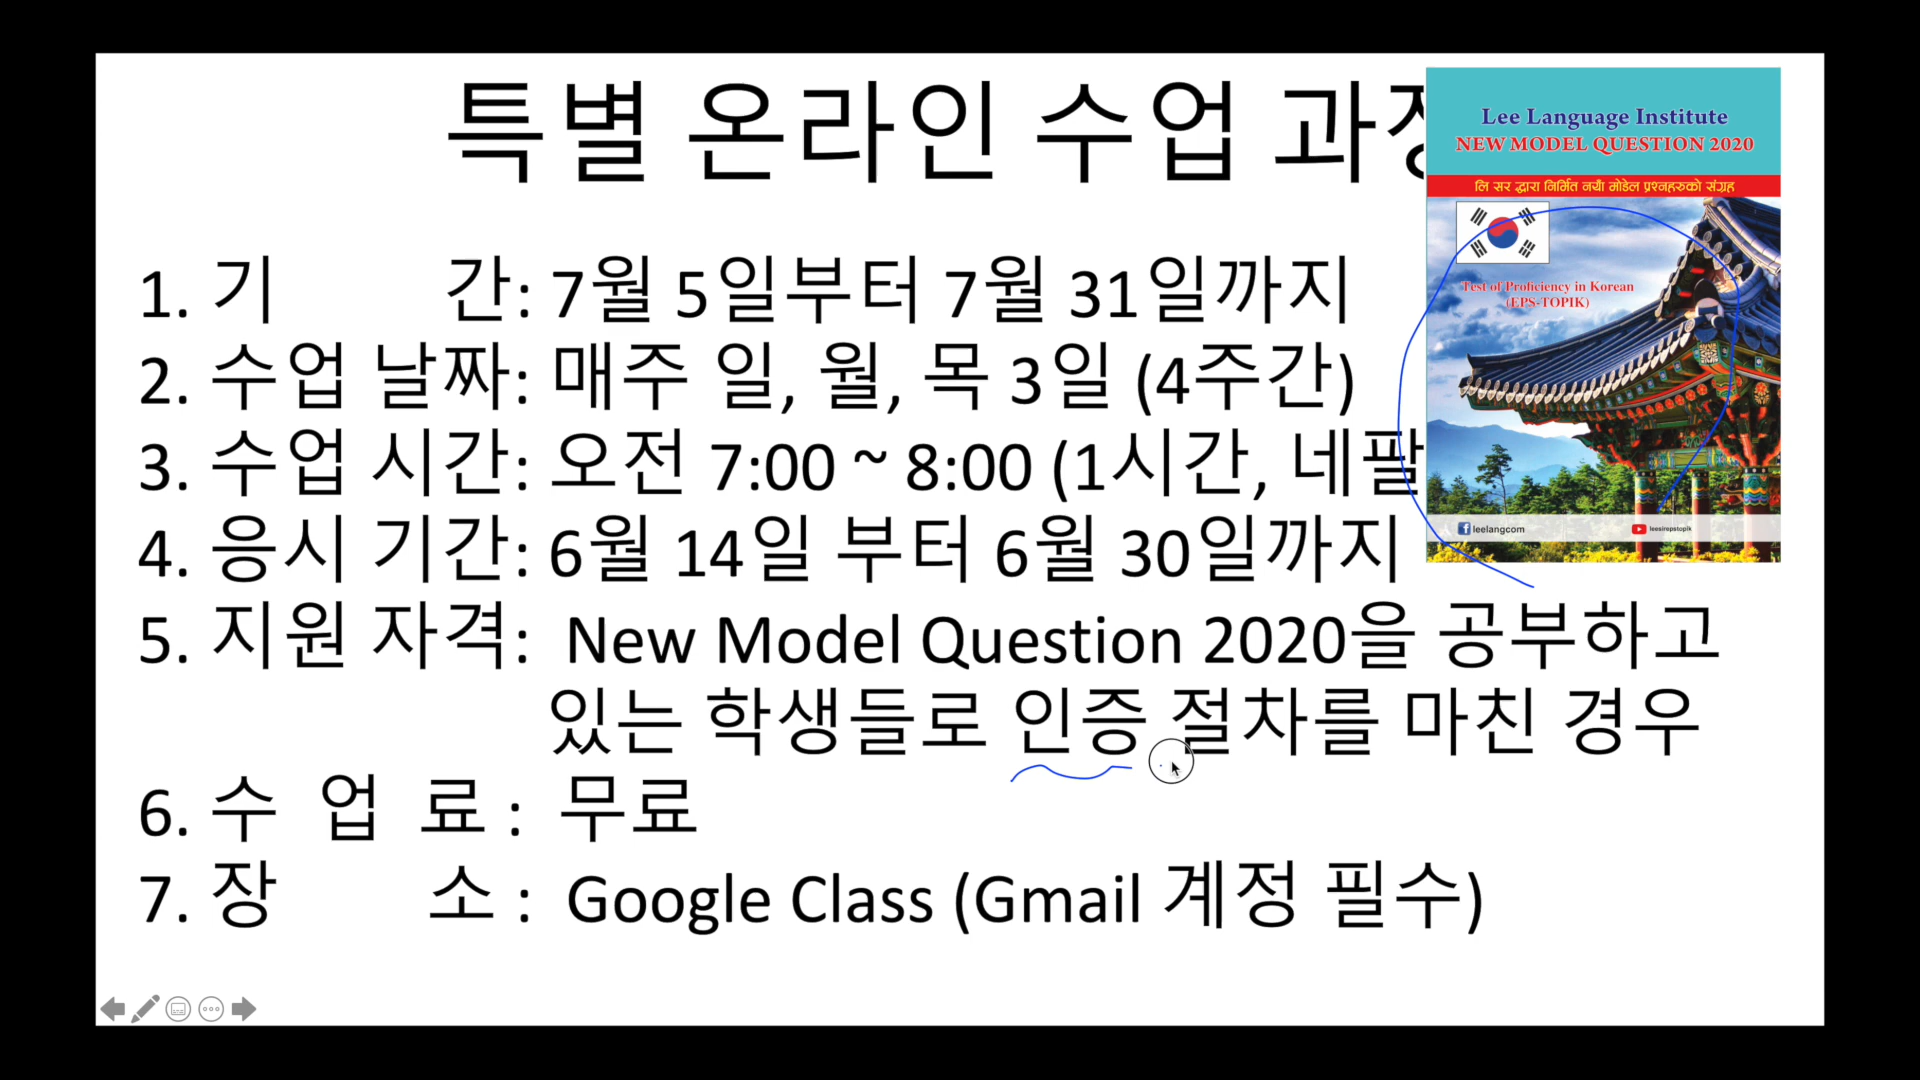 특별 온라인 수업 과정
Lee Language Institute
NEW MODEL QUESTION 2020
लि सर द्धारा निर्मित नयाँ मोडेल प्रश्नहरुको संग्रह
Test of Proficiency in Korean
(EPS-TOPIK)
leelangcom
leesirepstopik
1. 기 간: 7월 5일부터 7월 31일까지
2. 수업 날짜: 매주 일, 월, 목 3일 (4주간)
3. 수업 시간: 오전 7:00 ~ 8:00 (1시간, 네팔
4. 응시 기간: 6월 14일 부터 6월 30일까지
5. 지원 자격: New Model Question 2020을 공부하고
있는 학생들로 인증 절차를 마친 경우
6. 수 업 료 : 무료
7. 장 소 : Google Class (Gmail 계정 필수)